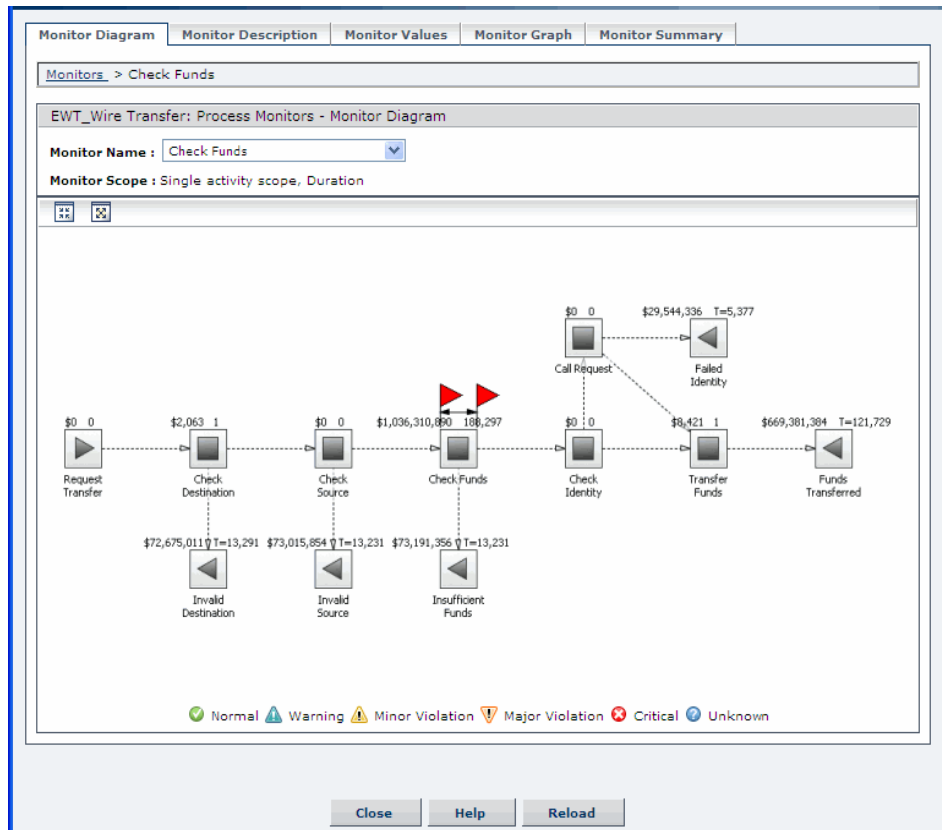 Monitor Diagram Monitor Description Monitor Values Monitor Graph Monitor Summary
Monitors > Check Funds
EWT_Wire Transfer: Process Monitors - Monitor Diagram
Monitor Name : Check Funds
Monitor Scope : Single activity scope, Duration
$0 0 $29,544,336 T=5,377
Call Request Failed
Identity
$0 0 $2,063 1 $0 0 $1,036,310,890 188,297 $0 0 $8,421 1 $669,381,384 T=121,729
Request Check Check Check Funds Check Transfer Funds
Transfer Destination Source Identity Funds Transferred
$72,675,011 T=13,291 $73,015,854 T=13,231 $73,191,356 T=13,231
Invalid Invalid Insufficient
Destination Source Funds
Normal Warning Minor Violation Major Violation Critical Unknown
Close Help Reload